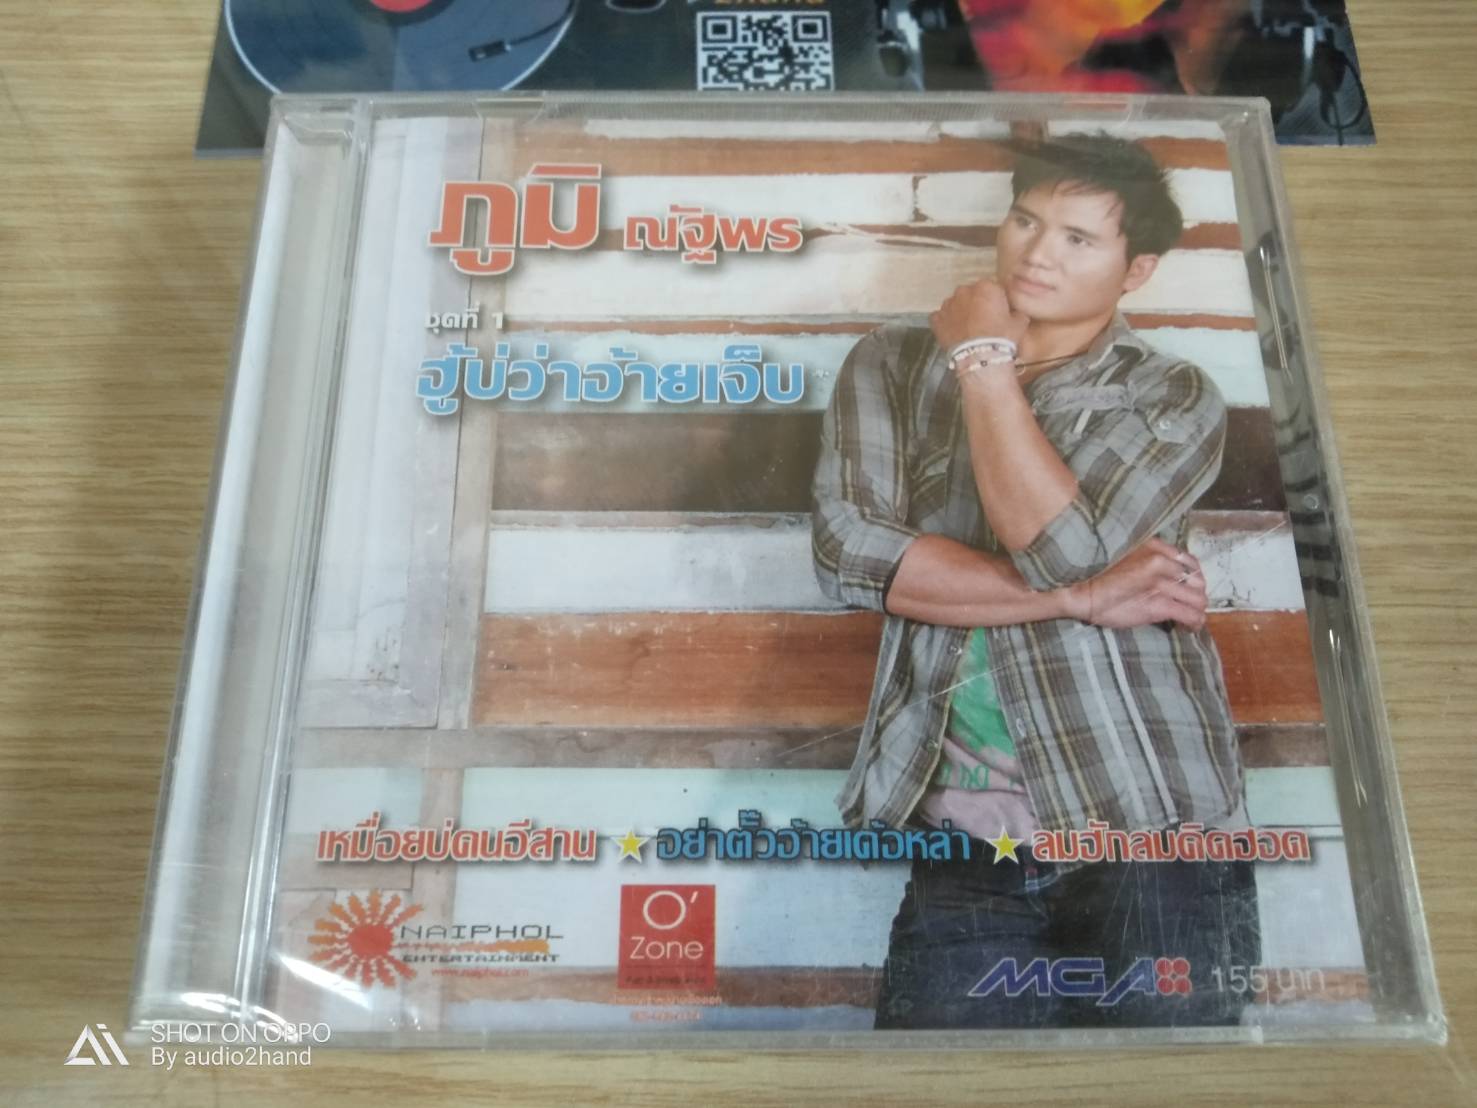 ภูมิ ณัฐพร
ชุดที่ 1
ฮู้บ่ว่าอ้ายเจ็บ
เหมื่อยบ่คนอีสาน ★ อย่าตั๊วอ้ายเด้อหล่า ★ ลมฮักลมคิดฮอด
NAIPHOL
ENTERTAINMENT
www.naiphol.com
O'
Zone
MGA 155 บาท
SHOT ON OPPO
By audio2hand